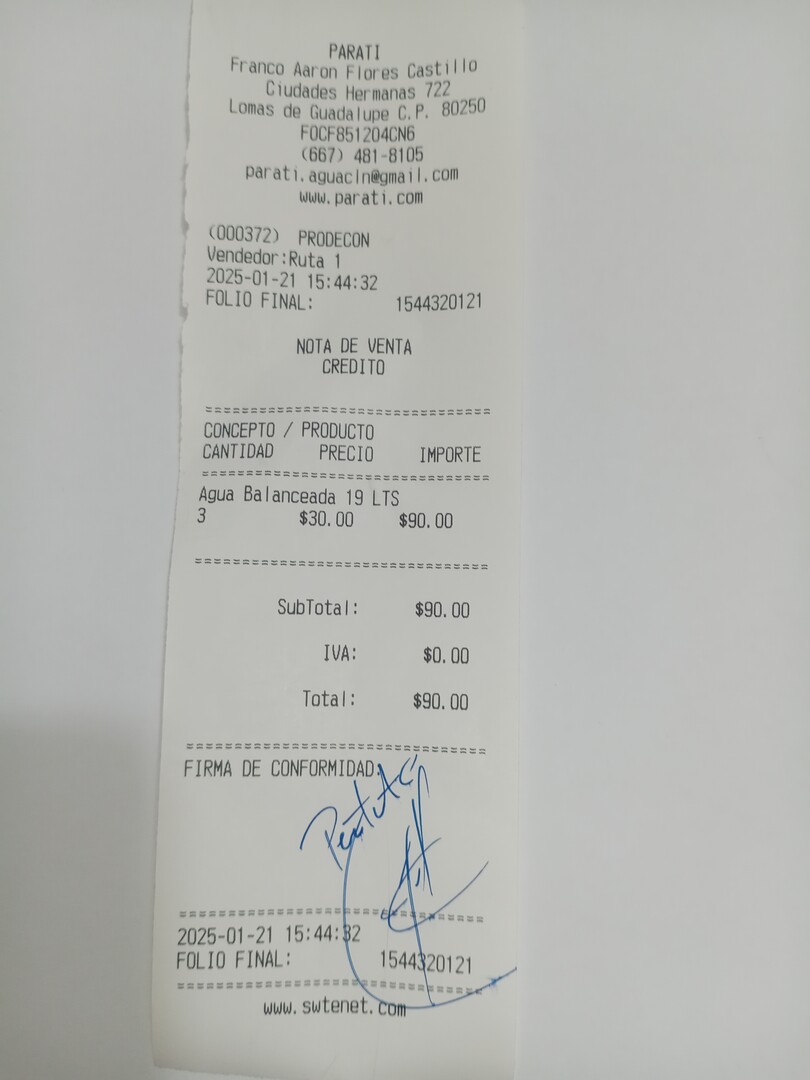 PARATI
Franco Aaron Flores Castillo
Ciudades Hermanas 722
Lomas de Guadalupe C.P. 80250
FOCF851204CN6
(667) 481-8105
parati.aguacln@gmail.com
www.parati.com
(000372) PRODECON
Vendedor:Ruta 1
2025-01-21 15:44:32
FOLIO FINAL: 1544320121
NOTA DE VENTA
CREDITO
===============================
CONCEPTO / PRODUCTO
CANTIDAD PRECIO IMPORTE
===============================
Agua Balanceada 19 LTS
3 $30.00 $90.00
===============================
SubTotal: $90.00
IVA: $0.00
Total: $90.00
===============================
FIRMA DE CONFORMIDAD:
===============================
2025-01-21 15:44:32
FOLIO FINAL: 1544320121
===============================
www.swtenet.com